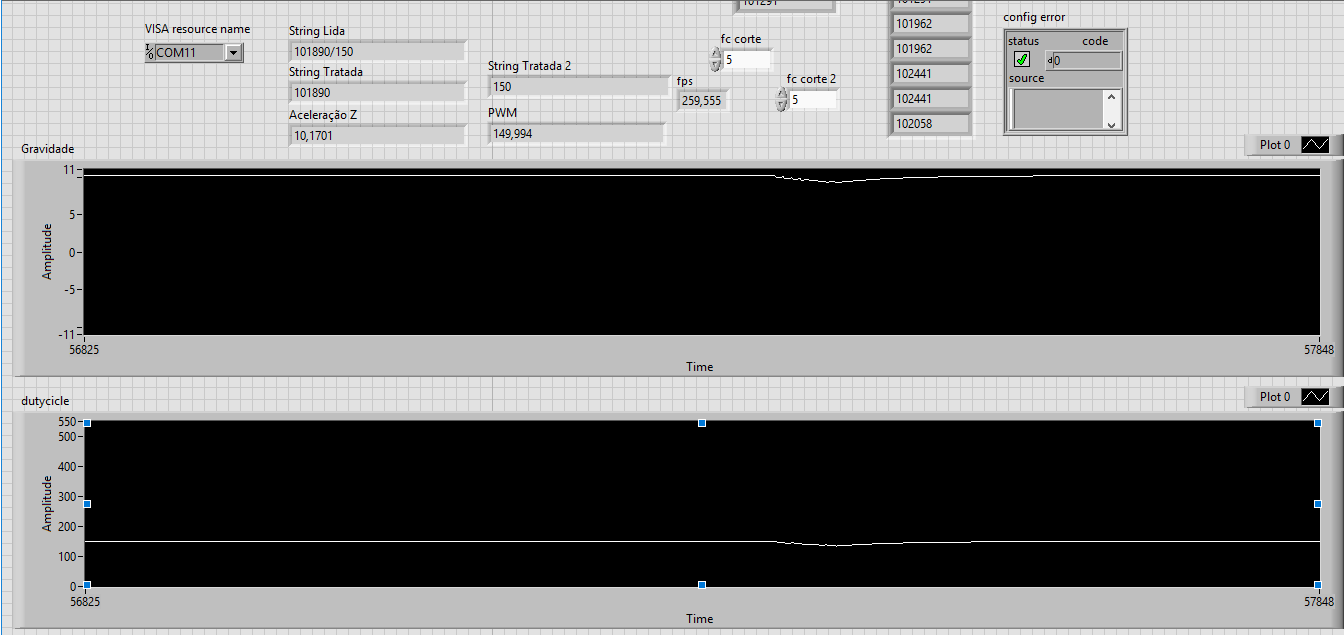 VISA resource name
COM11
String Lida
101890/150
String Tratada
101890
Aceleração Z
10,1701
String Tratada 2
150
PWM
149,994
fc corte
5
fps
259,555
fc corte 2
5
101962
101962
102441
102441
102058
config error
status
code
d0
source
Gravidade
Plot 0
11
5
0
-5
-11
Amplitude
56825
57848
Time
dutycicle
Plot 0
550
500
400
300
200
100
0
Amplitude
56825
57848
Time